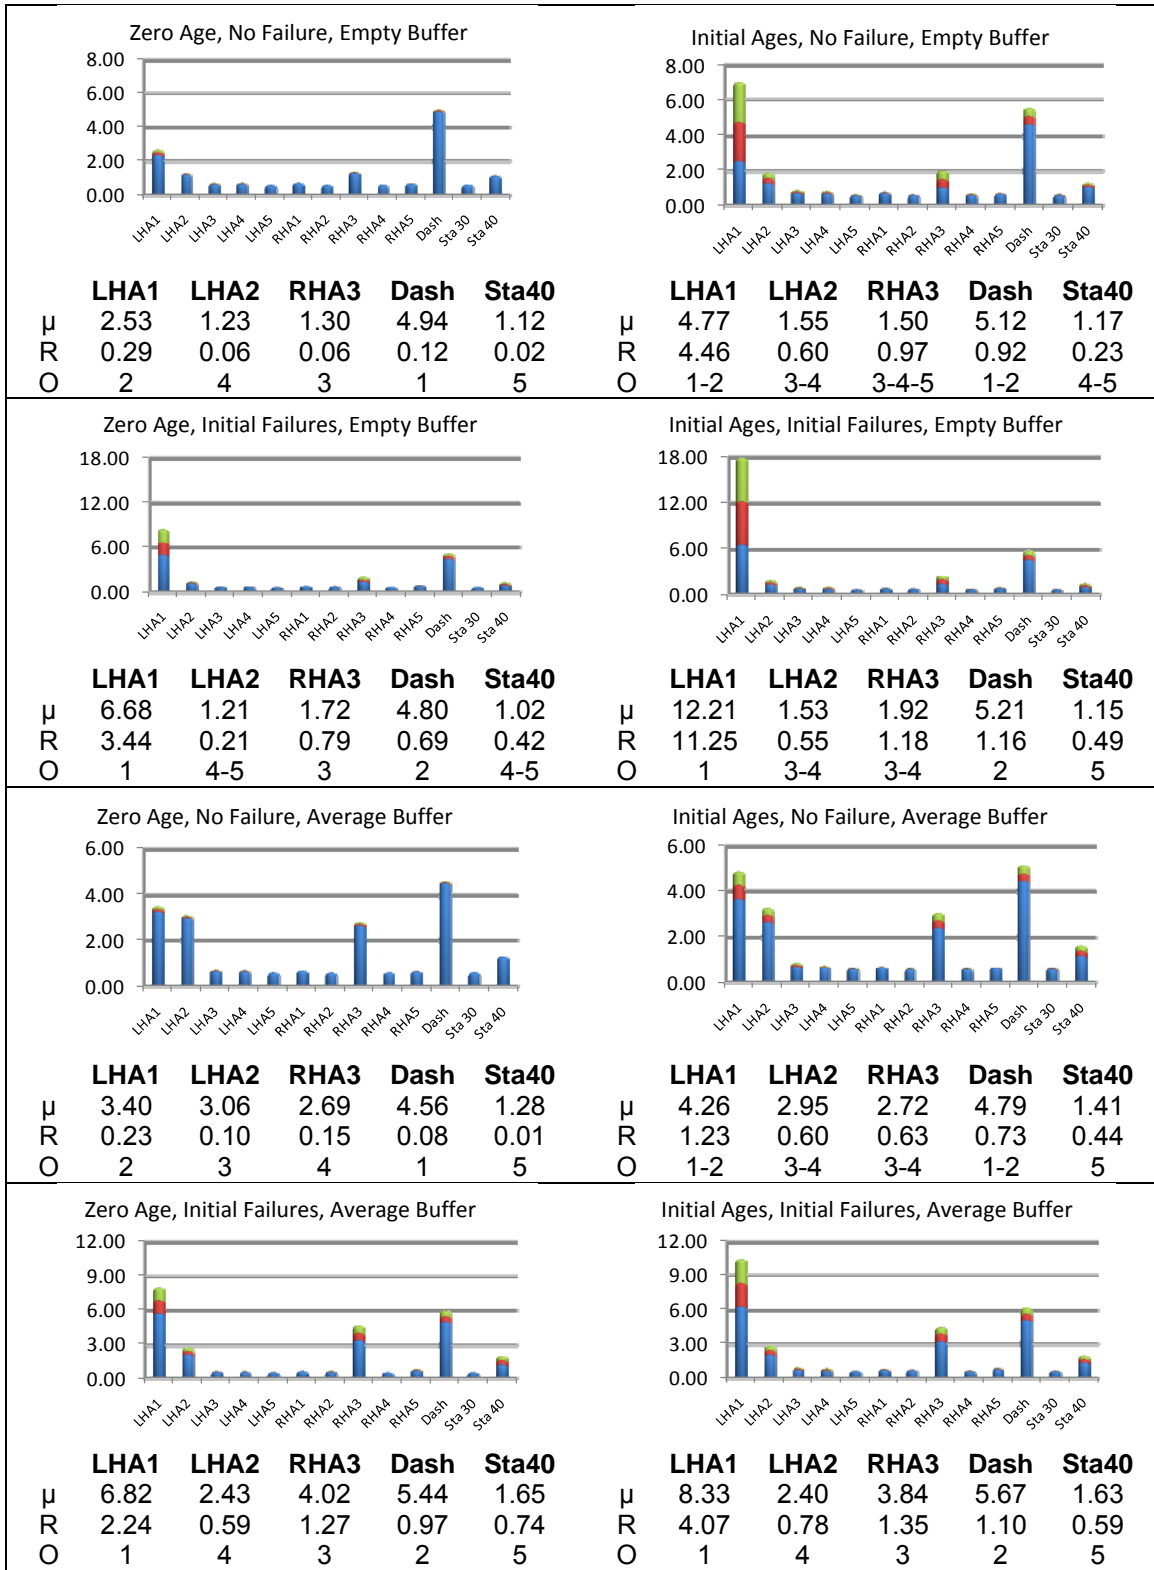 Zero Age, No Failure, Empty Buffer
8.00
6.00
4.00
2.00
0.00
LHA1 LHA2 LHA3 LHA4 LHA5 RHA1 RHA2 RHA3 RHA4 RHA5 Dash Sta 30 Sta 40
LHA1 LHA2 RHA3 Dash Sta40
µ 2.53 1.23 1.30 4.94 1.12
R 0.29 0.06 0.06 0.12 0.02
O 2 4 3 1 5
Initial Ages, No Failure, Empty Buffer
8.00
6.00
4.00
2.00
0.00
LHA1 LHA2 LHA3 LHA4 LHA5 RHA1 RHA2 RHA3 RHA4 RHA5 Dash Sta 30 Sta 40
LHA1 LHA2 RHA3 Dash Sta40
4.77 1.55 1.50 5.12 1.17
4.46 0.60 0.97 0.92 0.23
1-2 3-4 3-4-5 1-2 4-5
Zero Age, Initial Failures, Empty Buffer
18.00
12.00
6.00
0.00
LHA1 LHA2 LHA3 LHA4 LHA5 RHA1 RHA2 RHA3 RHA4 RHA5 Dash Sta 30 Sta 40
LHA1 LHA2 RHA3 Dash Sta40
µ 6.68 1.21 1.72 4.80 1.02
R 3.44 0.21 0.79 0.69 0.42
O 1 4-5 3 2 4-5
Initial Ages, Initial Failures, Empty Buffer
18.00
12.00
6.00
0.00
LHA1 LHA2 LHA3 LHA4 LHA5 RHA1 RHA2 RHA3 RHA4 RHA5 Dash Sta 30 Sta 40
LHA1 LHA2 RHA3 Dash Sta40
12.21 1.53 1.92 5.21 1.15
11.25 0.55 1.18 1.16 0.49
1 3-4 3-4 2 5
Zero Age, No Failure, Average Buffer
6.00
4.00
2.00
0.00
LHA1 LHA2 LHA3 LHA4 LHA5 RHA1 RHA2 RHA3 RHA4 RHA5 Dash Sta 30 Sta 40
LHA1 LHA2 RHA3 Dash Sta40
µ 3.40 3.06 2.69 4.56 1.28
R 0.23 0.10 0.15 0.08 0.01
O 2 3 4 1 5
Initial Ages, No Failure, Average Buffer
6.00
4.00
2.00
0.00
LHA1 LHA2 LHA3 LHA4 LHA5 RHA1 RHA2 RHA3 RHA4 RHA5 Dash Sta 30 Sta 40
LHA1 LHA2 RHA3 Dash Sta40
4.26 2.95 2.72 4.79 1.41
1.23 0.60 0.63 0.73 0.44
1-2 3-4 3-4 1-2 5
Zero Age, Initial Failures, Average Buffer
12.00
9.00
6.00
3.00
0.00
LHA1 LHA2 LHA3 LHA4 LHA5 RHA1 RHA2 RHA3 RHA4 RHA5 Dash Sta 30 Sta 40
LHA1 LHA2 RHA3 Dash Sta40
µ 6.82 2.43 4.02 5.44 1.65
R 2.24 0.59 1.27 0.97 0.74
O 1 4 3 2 5
Initial Ages, Initial Failures, Average Buffer
12.00
9.00
6.00
3.00
0.00
LHA1 LHA2 LHA3 LHA4 LHA5 RHA1 RHA2 RHA3 RHA4 RHA5 Dash Sta 30 Sta 40
LHA1 LHA2 RHA3 Dash Sta40
8.33 2.40 3.84 5.67 1.63
4.07 0.78 1.35 1.10 0.59
1 4 3 2 5